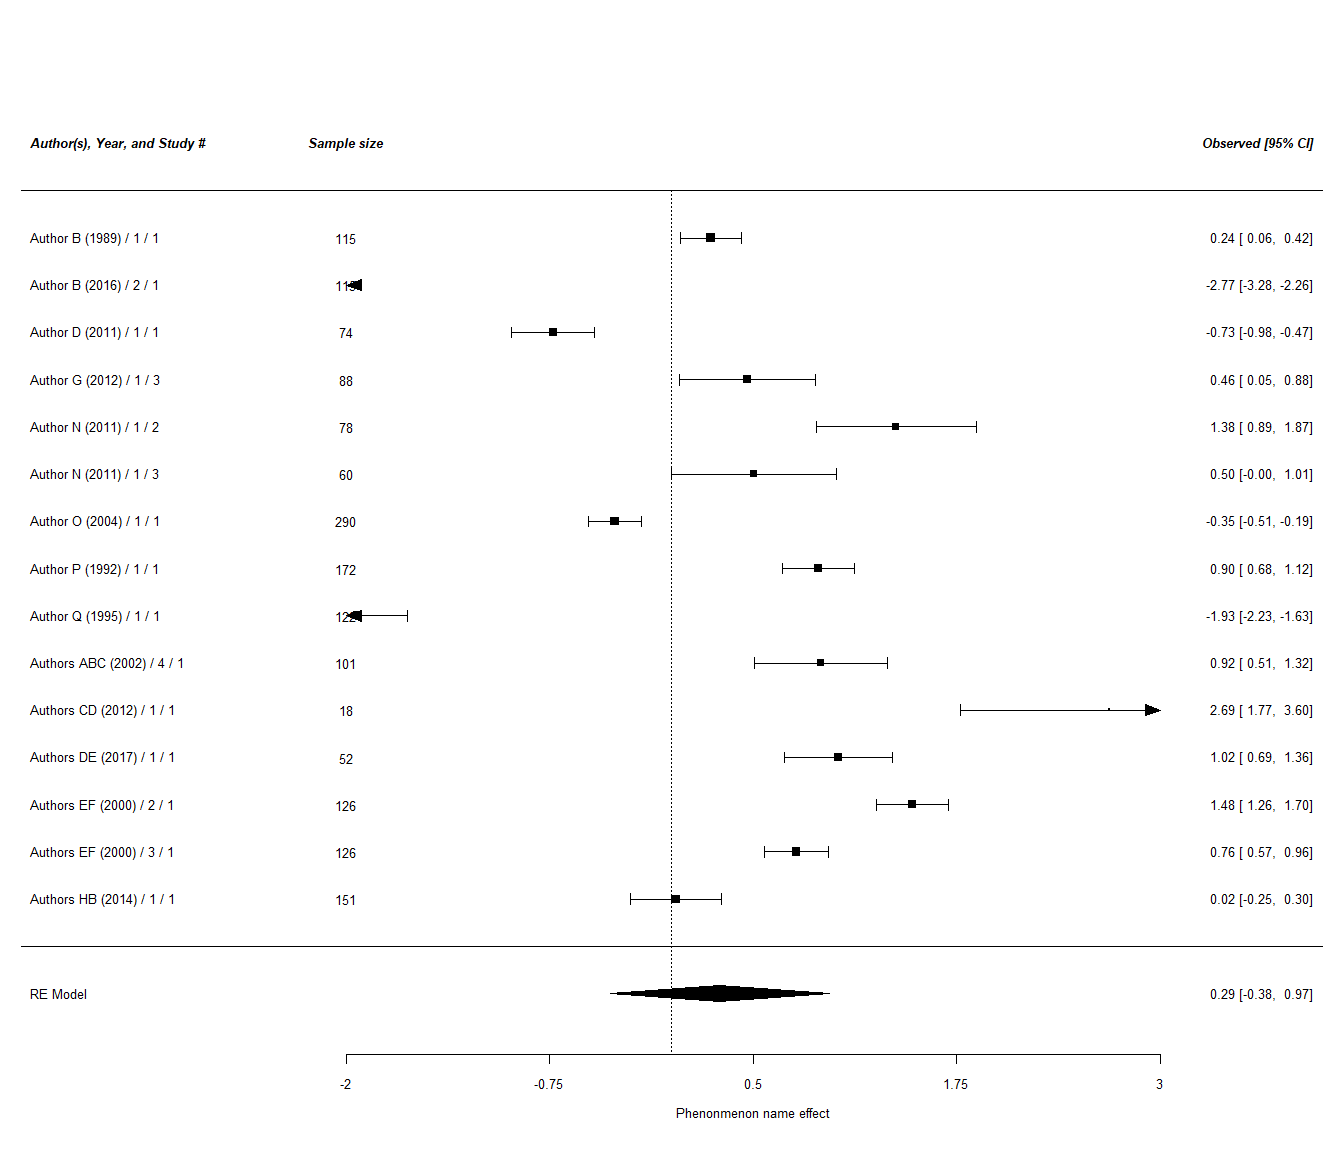 Author(s), Year, and Study # Sample size Observed [95% CI]
Author B (1989) / 1 / 1 115 0.24 [ 0.06, 0.42]
Author B (2016) / 2 / 1 -2.77 [-3.28, -2.26]
Author D (2011) / 1 / 1 74 -0.73 [-0.98, -0.47]
Author G (2012) / 1 / 3 88 0.46 [ 0.05, 0.88]
Author N (2011) / 1 / 2 78 1.38 [ 0.89, 1.87]
Author N (2011) / 1 / 3 60 0.50 [-0.00, 1.01]
Author O (2004) / 1 / 1 290 -0.35 [-0.51, -0.19]
Author P (1992) / 1 / 1 172 0.90 [ 0.68, 1.12]
Author Q (1995) / 1 / 1 122 -1.93 [-2.23, -1.63]
Authors ABC (2002) / 4 / 1 101 0.92 [ 0.51, 1.32]
Authors CD (2012) / 1 / 1 18 2.69 [ 1.77, 3.60]
Authors DE (2017) / 1 / 1 52 1.02 [ 0.69, 1.36]
Authors EF (2000) / 2 / 1 126 1.48 [ 1.26, 1.70]
Authors EF (2000) / 3 / 1 126 0.76 [ 0.57, 0.96]
Authors HB (2014) / 1 / 1 151 0.02 [-0.25, 0.30]
RE Model 0.29 [-0.38, 0.97]
-2 -0.75 0.5 1.75 3
Phenonmenon name effect